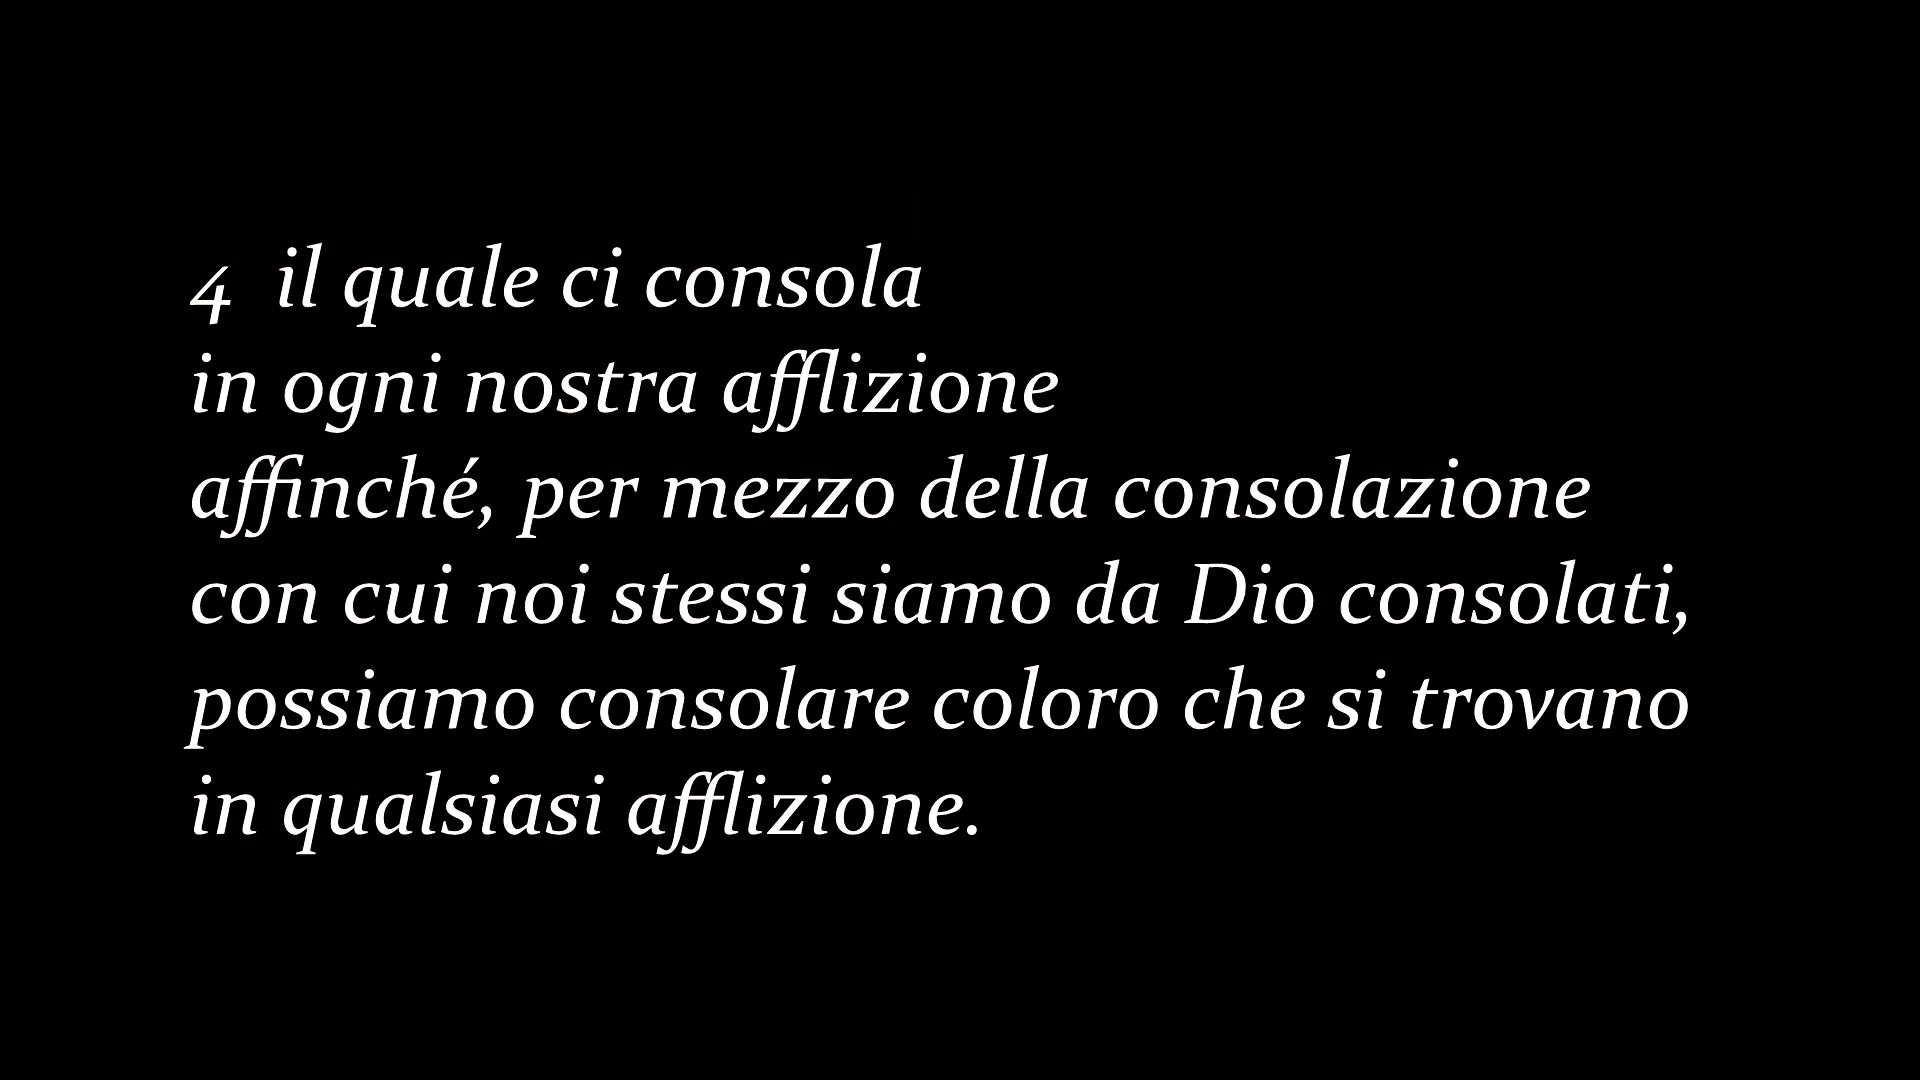 4 il quale ci consola
in ogni nostra afflizione
affinché, per mezzo della consolazione
con cui noi stessi siamo da Dio consolati,
possiamo consolare coloro che si trovano
in qualsiasi afflizione.